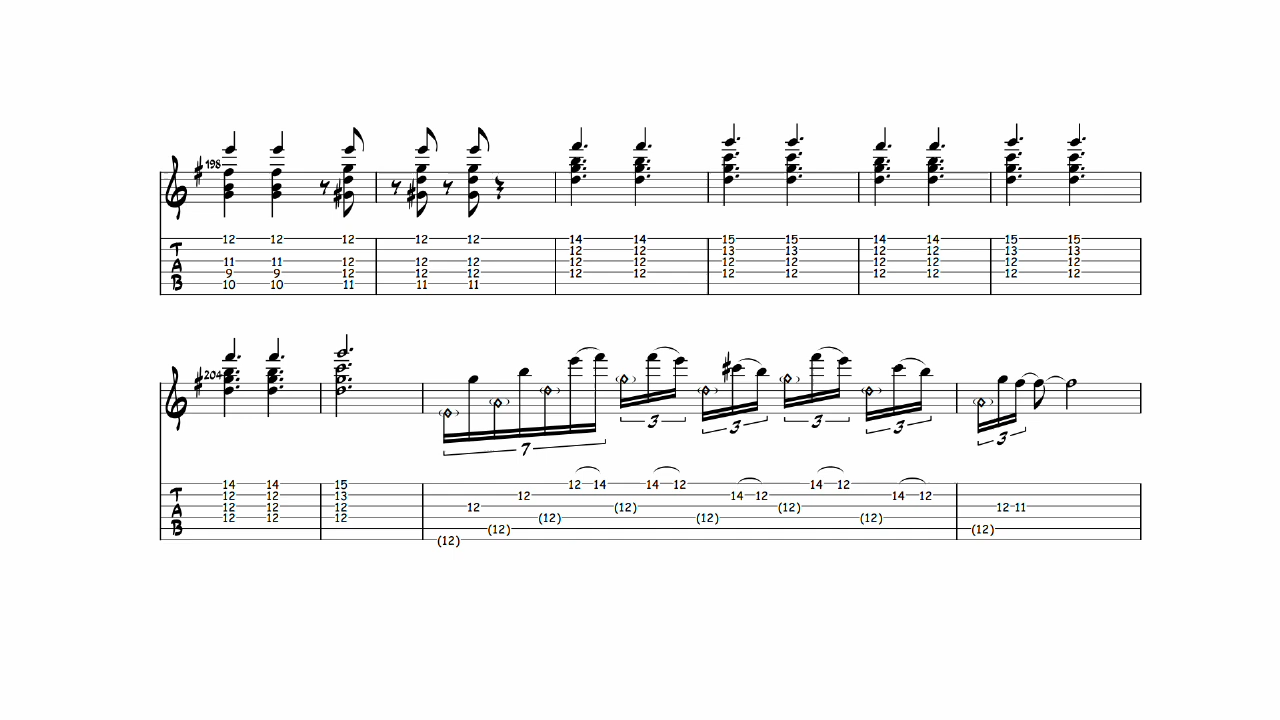 198
12 12 12 12 12 14 14 15 15 14 14 15 15
12 12 13 13 12 12 13 13
T 11 11 12 12 12 12 12 12 12 12 12 12 12
A 9 9 12 12 12 12 12 12 12 12 12 12 12
B 10 10 11 11 11
204
7 3 3 3 3 3
14 14 15 12 14 14 12 14 12
T 12 12 13 12 14 12 14 12
A 12 12 12 12 (12) (12) 12 11
12 12 12 (12) (12) (12)
B (12) (12)
(12)